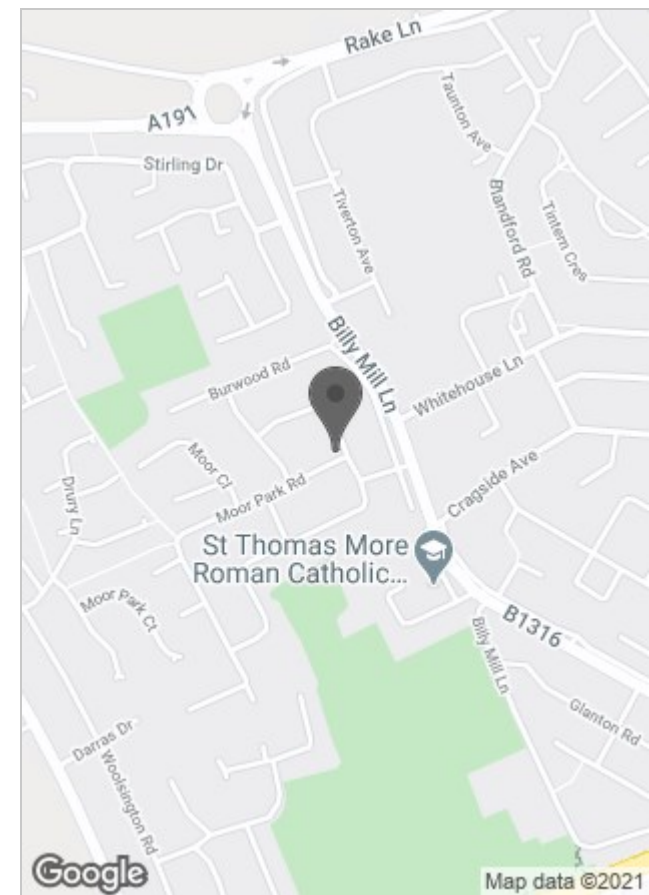 Rake Ln
A191
Stirling Dr
Taunton Ave
Blandford Rd
Tintern Cres
Tiverton Ave
Billy Mill Ln
Burwood Rd
Whitehouse Ln
Moor Cl
Moor Park Rd
Cragside Ave
Drury Ln
St Thomas More
Roman Catholic...
Moor Park Ct
B1316
Billy Mill Ln
Glanton Rd
Darras Dr
Woolsington Rd
Google
Map data ©2021